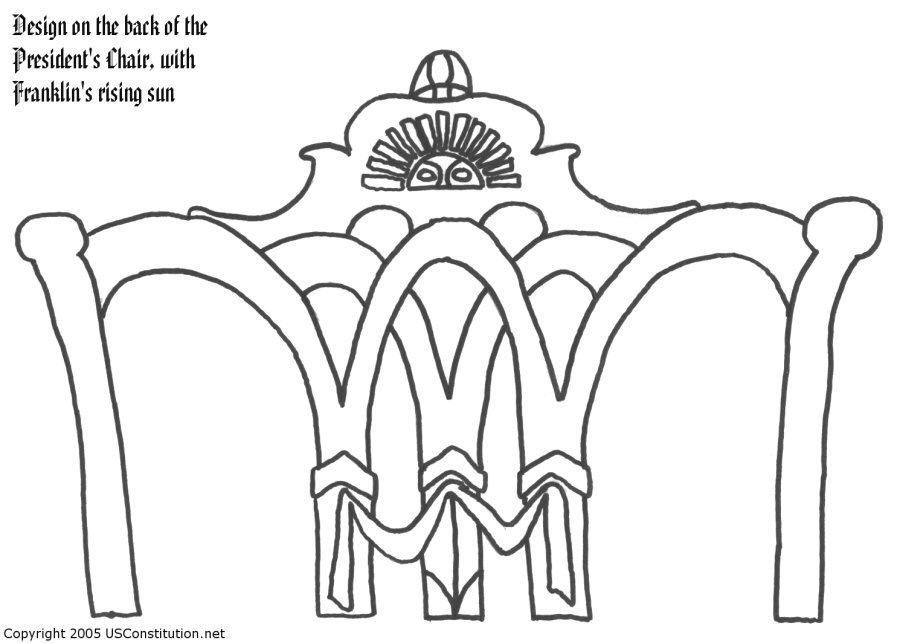 Design on the back of the
President's Chair, with
Franklin's rising sun
Copyright 2005 USConstitution.net